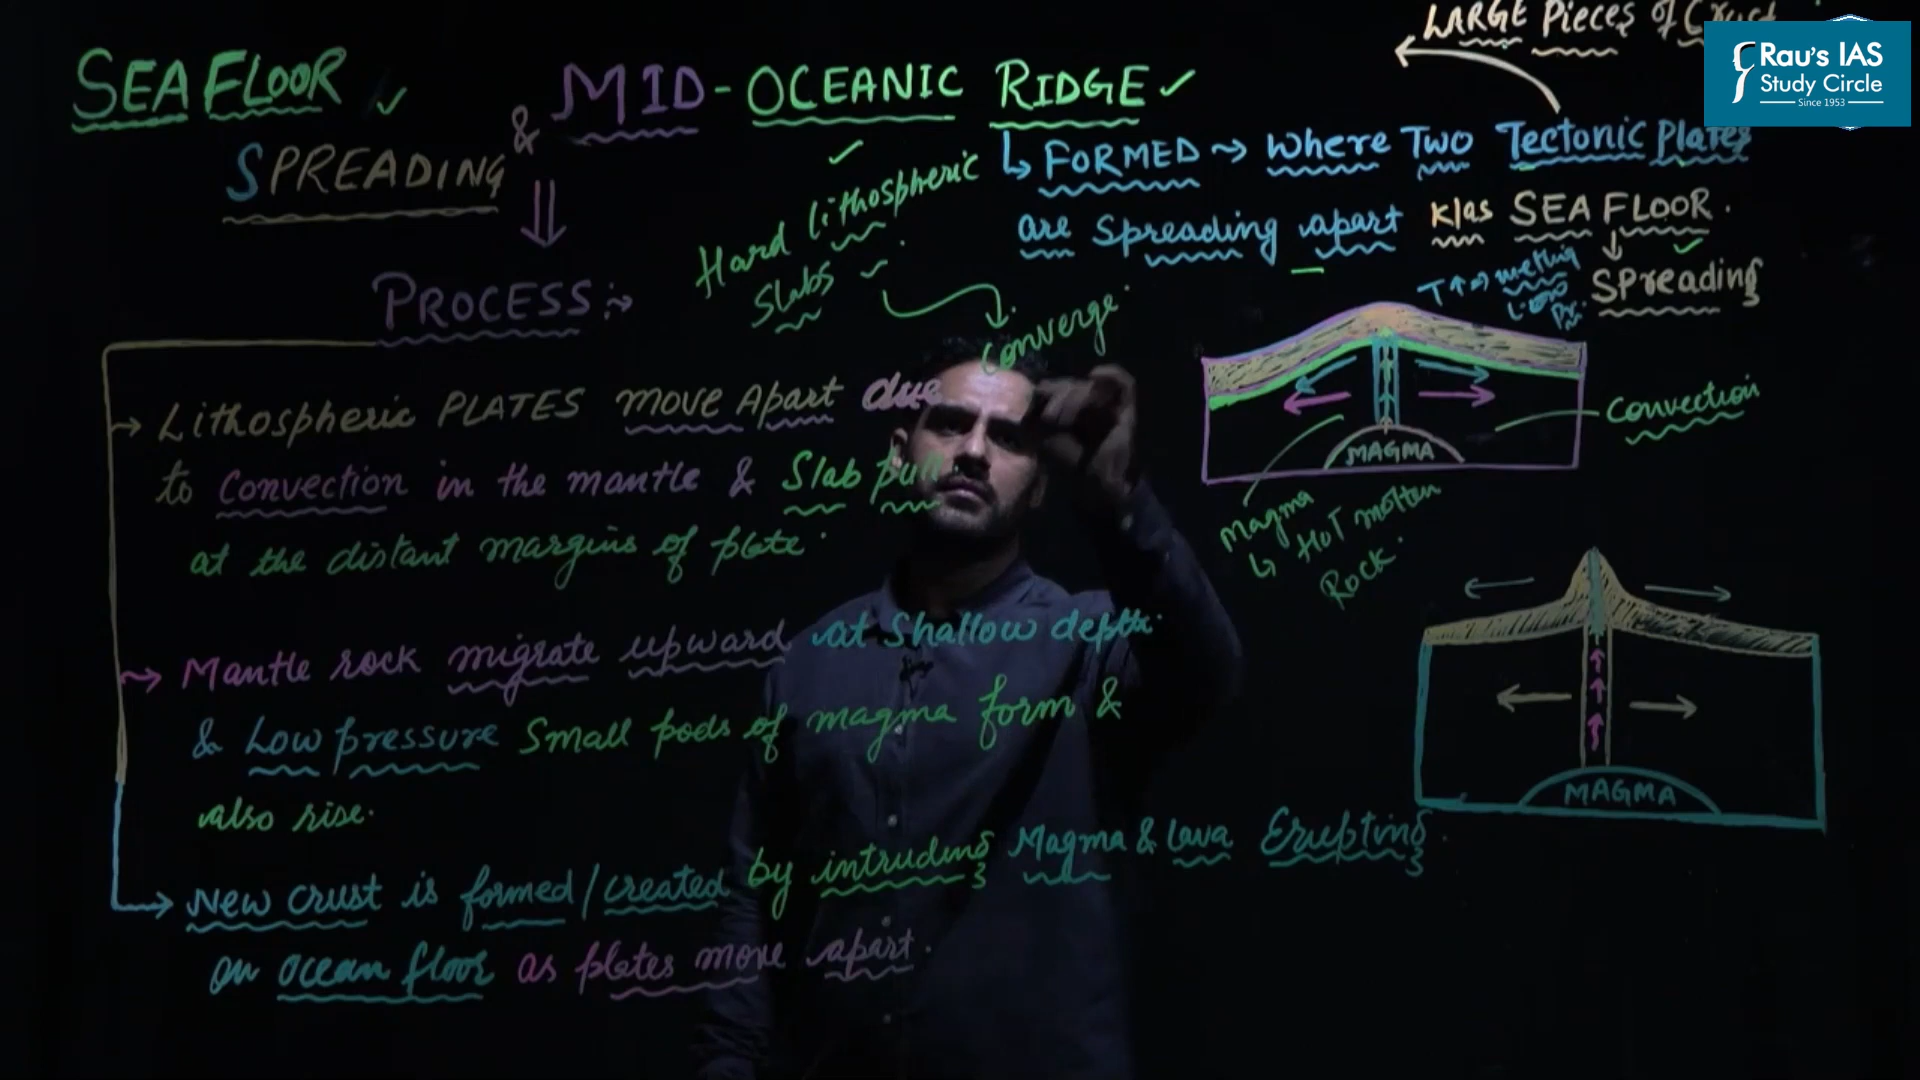 LARGE Pieces of Crust
Rau's IAS
Study Circle
Since 1953
SEA FLOOR
SPREADING
& MID-OCEANIC RIDGE
FORMED Where Two Tectonic Plates
are Spreading apart k/as SEA FLOOR.
Spreading
Hard lithospheric
Slabs
Converge.
T↑ melting
PROCESS:
Lithospheric PLATES move Apart due
to Convection in the mantle & Slab pull
at the distant margins of plate.
MAGMA
Convection
Magma
HOT molten
Rock.
Mantle rock migrate upward at Shallow depth.
& Low pressure Small pods of magma form &
also rise.
MAGMA
New crust is formed/created by intruding Magma & lava Erupting.
on ocean floor as plates move apart.